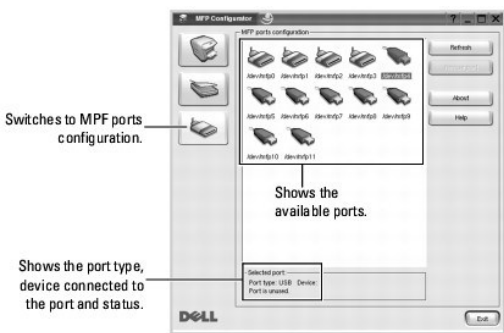 MFP Configurator
MFP ports configuration
/dev/mfp0 /dev/mfp1 /dev/mfp2 /dev/mfp3 /dev/mfp4
/dev/mfp5 /dev/mfp6 /dev/mfp7 /dev/mfp8 /dev/mfp9
/dev/mfp10 /dev/mfp11
Refresh
About
Help
Switches to MPF ports
configuration.
Shows the
available ports.
Shows the port type,
device connected to
the port and status.
Selected port:
Port type: USB Device:
Port is unused.
DELL
Exit